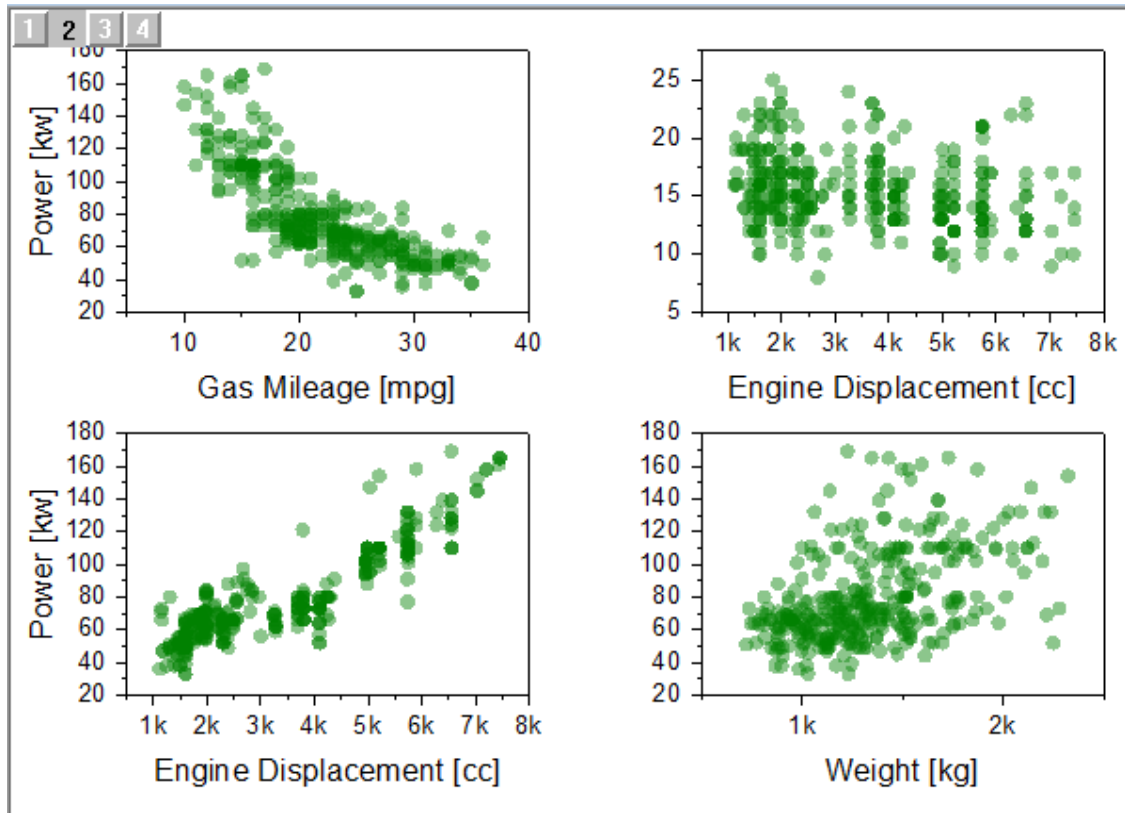 1 2 3 4
180
160
140
120
100
80
60
40
20
Power [kw]
10 20 30 40
Gas Mileage [mpg]
25
20
15
10
5
1k 2k 3k 4k 5k 6k 7k 8k
Engine Displacement [cc]
180
160
140
120
100
80
60
40
20
Power [kw]
1k 2k 3k 4k 5k 6k 7k 8k
Engine Displacement [cc]
180
160
140
120
100
80
60
40
20
1k 2k
Weight [kg]